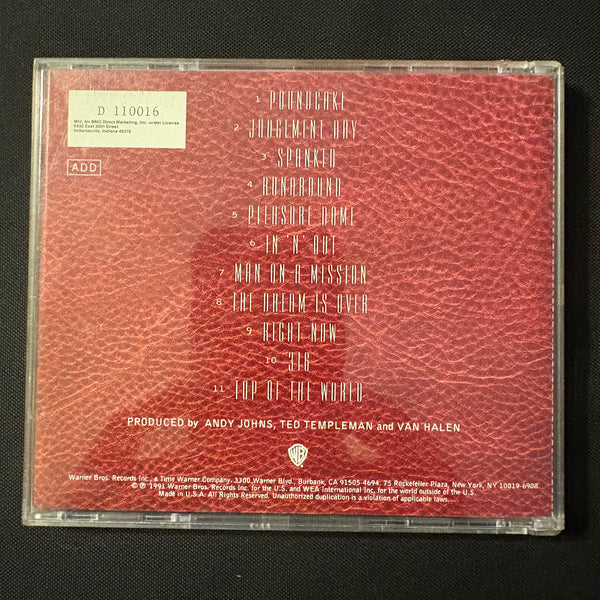 D 110016
Mfd. for BMG Direct Marketing, Inc. under License
6550 East 30th Street
Indianapolis, Indiana 46219
ADD
1 POUNDCAKE
2 JUDGEMENT DAY
3 SPANKED
4 RUNAROUND
5 PLEASURE DOME
6 IN 'N' OUT
7 MAN ON A MISSION
8 THE DREAM IS OVER
9 RIGHT NOW
10 316
11 TOP OF THE WORLD
PRODUCED by ANDY JOHNS, TED TEMPLEMAN and VAN HALEN
WB
Warner Bros. Records Inc., a Time Warner Company, 3300 Warner Blvd., Burbank, CA 91505-4694; 75 Rockefeller Plaza, New York, NY 10019-6908.
© ℗ 1991 Warner Bros. Records Inc. for the U.S. and WEA International Inc. for the world outside of the U.S.
Made in U.S.A. All Rights Reserved. Unauthorized duplication is a violation of applicable laws.